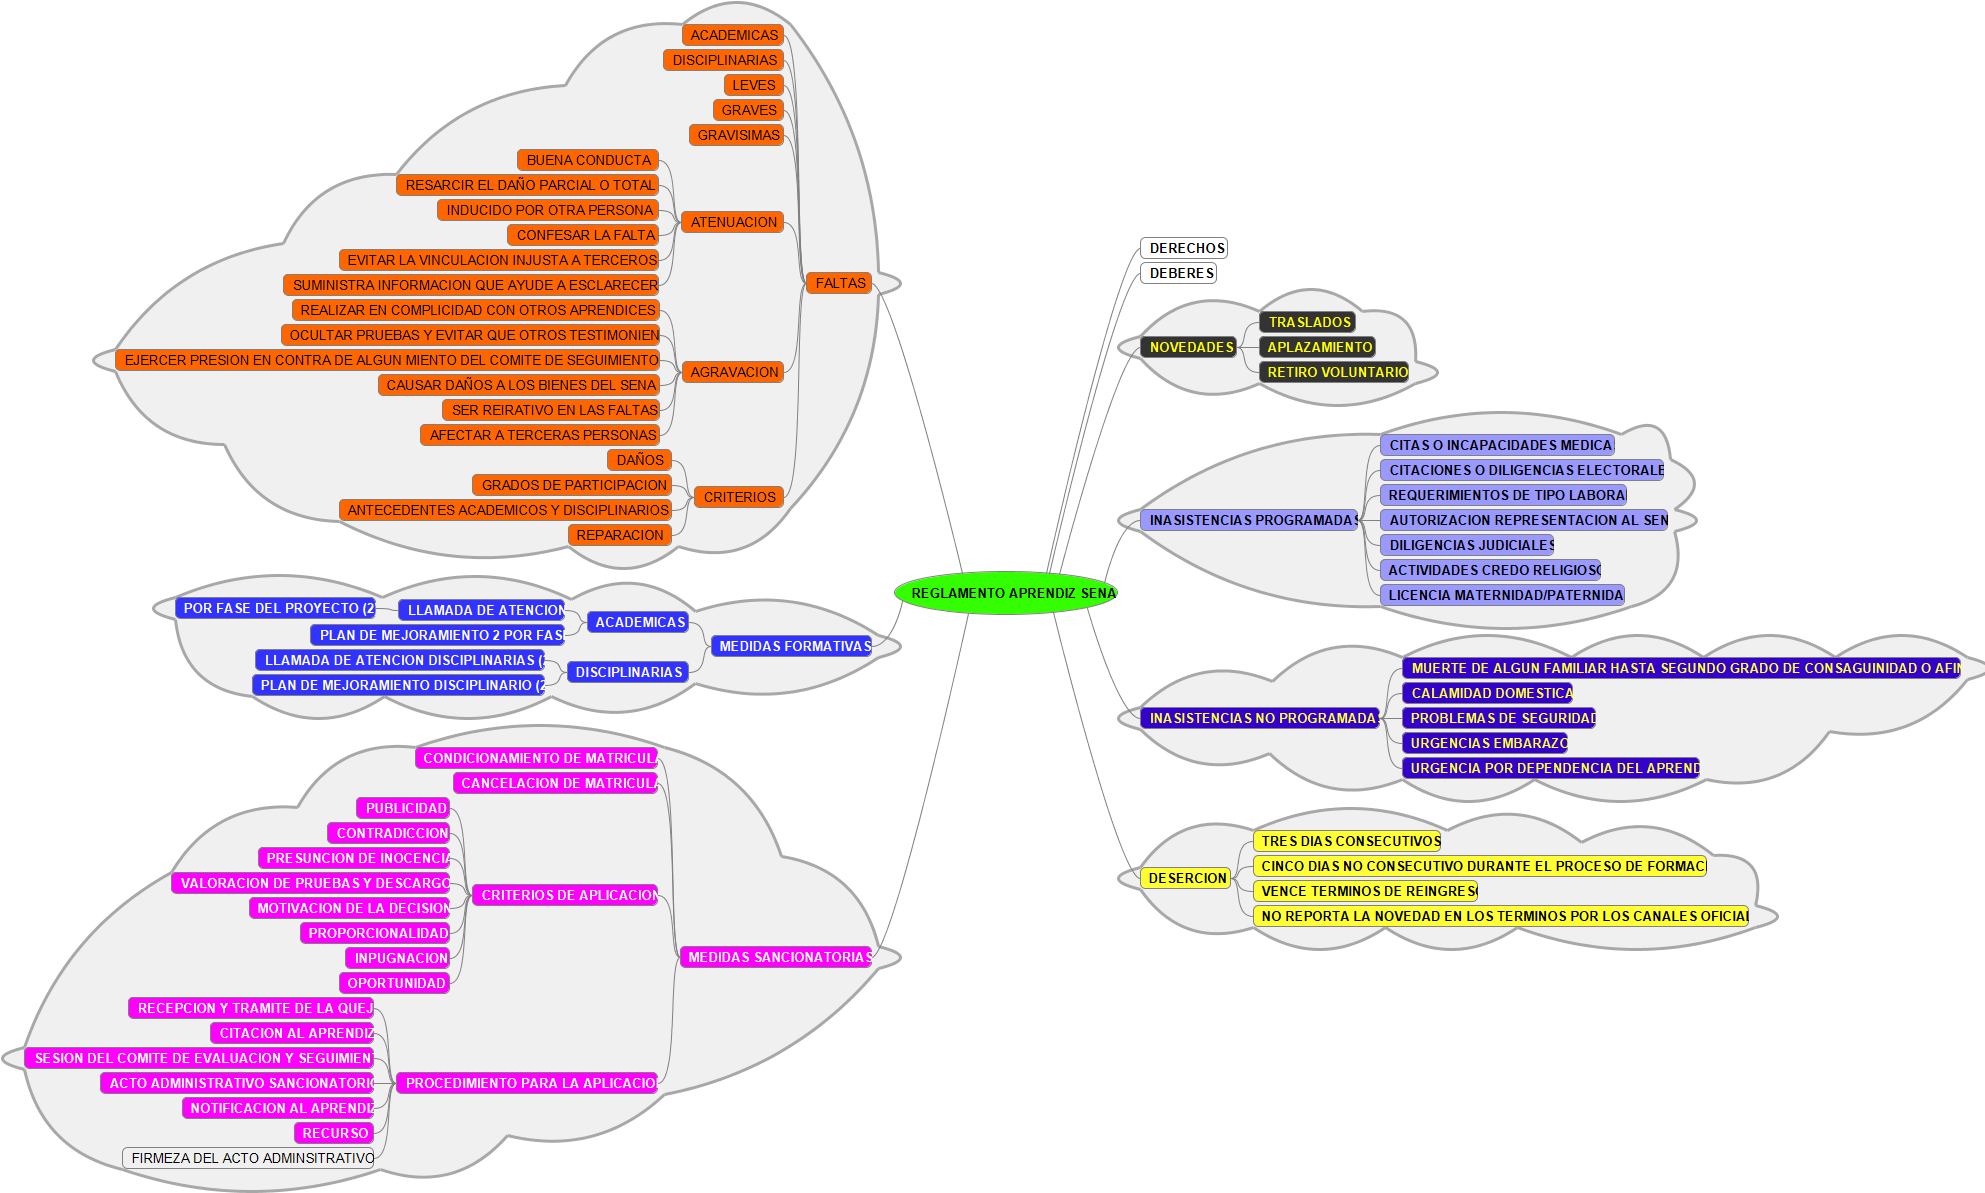 REGLAMENTO APRENDIZ SENA
FALTAS
ACADEMICAS
DISCIPLINARIAS
LEVES
GRAVES
GRAVISIMAS
ATENUACION
BUENA CONDUCTA
RESARCIR EL DAÑO PARCIAL O TOTAL
INDUCIDO POR OTRA PERSONA
CONFESAR LA FALTA
EVITAR LA VINCULACION INJUSTA A TERCEROS
SUMINISTRA INFORMACION QUE AYUDE A ESCLARECER
AGRAVACION
REALIZAR EN COMPLICIDAD CON OTROS APRENDICES
OCULTAR PRUEBAS Y EVITAR QUE OTROS TESTIMONIEN
EJERCER PRESION EN CONTRA DE ALGUN MIENTO DEL COMITE DE SEGUIMIENTO
CAUSAR DAÑOS A LOS BIENES DEL SENA
SER REIRATIVO EN LAS FALTAS
AFECTAR A TERCERAS PERSONAS
CRITERIOS
DAÑOS
GRADOS DE PARTICIPACION
ANTECEDENTES ACADEMICOS Y DISCIPLINARIOS
REPARACION
MEDIDAS FORMATIVAS
ACADEMICAS
LLAMADA DE ATENCION
POR FASE DEL PROYECTO (2
PLAN DE MEJORAMIENTO 2 POR FAS
DISCIPLINARIAS
LLAMADA DE ATENCION DISCIPLINARIAS (2
PLAN DE MEJORAMIENTO DISCIPLINARIO (2
MEDIDAS SANCIONATORIAS
CONDICIONAMIENTO DE MATRICULA
CANCELACION DE MATRICULA
CRITERIOS DE APLICACION
PUBLICIDAD
CONTRADICCION
PRESUNCION DE INOCENCIA
VALORACION DE PRUEBAS Y DESCARGO
MOTIVACION DE LA DECISION
PROPORCIONALIDAD
INPUGNACION
OPORTUNIDAD
PROCEDIMIENTO PARA LA APLICACIO
RECEPCION Y TRAMITE DE LA QUEJ
CITACION AL APRENDIZ
SESION DEL COMITE DE EVALUACION Y SEGUIMIEN
ACTO ADMINISTRATIVO SANCIONATORIO
NOTIFICACION AL APRENDIZ
RECURSO
FIRMEZA DEL ACTO ADMINSITRATIVO
DERECHOS
DEBERES
NOVEDADES
TRASLADOS
APLAZAMIENTO
RETIRO VOLUNTARIO
INASISTENCIAS PROGRAMADAS
CITAS O INCAPACIDADES MEDICA
CITACIONES O DILIGENCIAS ELECTORALE
REQUERIMIENTOS DE TIPO LABORA
AUTORIZACION REPRESENTACION AL SEN
DILIGENCIAS JUDICIALES
ACTIVIDADES CREDO RELIGIOSO
LICENCIA MATERNIDAD/PATERNIDA
INASISTENCIAS NO PROGRAMADA
MUERTE DE ALGUN FAMILIAR HASTA SEGUNDO GRADO DE CONSAGUINIDAD O AFIN
CALAMIDAD DOMESTICA
PROBLEMAS DE SEGURIDAD
URGENCIAS EMBARAZO
URGENCIA POR DEPENDENCIA DEL APREND
DESERCION
TRES DIAS CONSECUTIVOS
CINCO DIAS NO CONSECUTIVO DURANTE EL PROCESO DE FORMAC
VENCE TERMINOS DE REINGRESO
NO REPORTA LA NOVEDAD EN LOS TERMINOS POR LOS CANALES OFICIAL